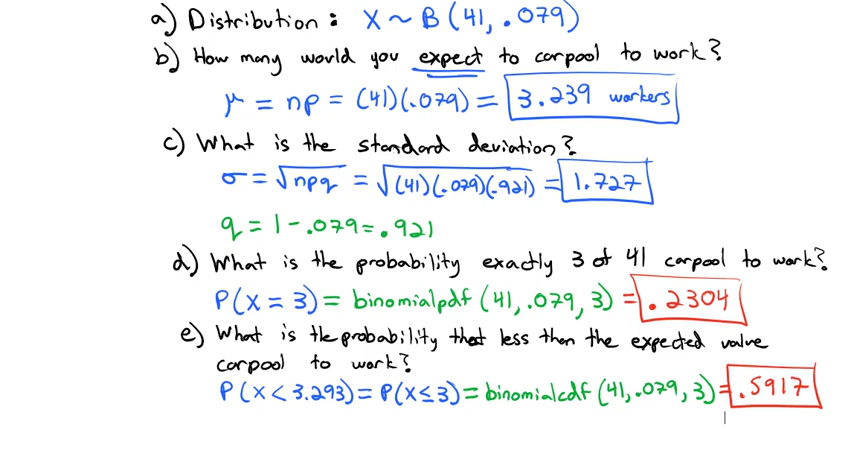 a) Distribution: X ~ B (41, .079)
b) How many would you expect to carpool to work?
μ = np = (41)(.079) = 3.239 workers
c) What is the standard deviation?
σ = √npq = √(41)(.079)(.921) = 1.727
q = 1 - .079 = .921
d) What is the probability exactly 3 of 41 carpool to work?
P(X = 3) = binomialpdf (41, .079, 3) = .2304
e) What is the probability that less than the expected value
carpool to work?
P(X < 3.293) = P(X ≤ 3) = binomialcdf (41, .079, 3) = .5917